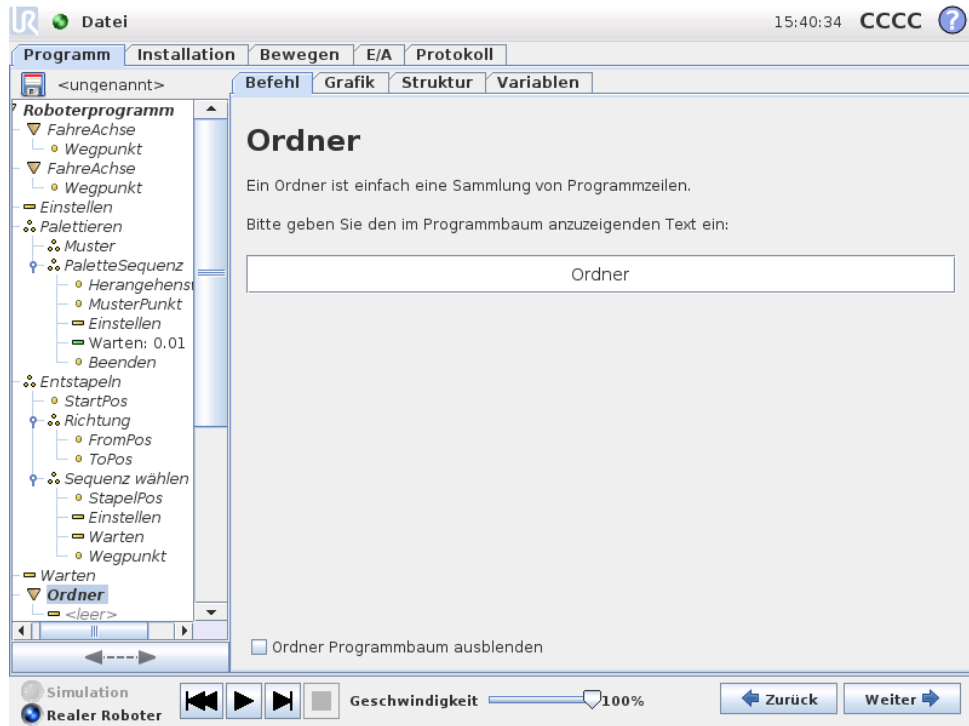 Datei
15:40:34 CCCC ?
Programm Installation Bewegen E/A Protokoll
<ungenannt>
Befehl Grafik Struktur Variablen
Roboterprogramm
FahreAchse
Wegpunkt
FahreAchse
Wegpunkt
Einstellen
Palettieren
Muster
PaletteSequenz
Herangehens
MusterPunkt
Einstellen
Warten: 0.01
Beenden
Entstapeln
StartPos
Richtung
FromPos
ToPos
Sequenz wählen
StapelPos
Einstellen
Warten
Wegpunkt
Warten
Ordner
<leer>
Ordner
Ein Ordner ist einfach eine Sammlung von Programmzeilen.
Bitte geben Sie den im Programmbaum anzuzeigenden Text ein:
Ordner
Ordner Programmbaum ausblenden
Simulation
Realer Roboter
Geschwindigkeit 100%
Zurück
Weiter